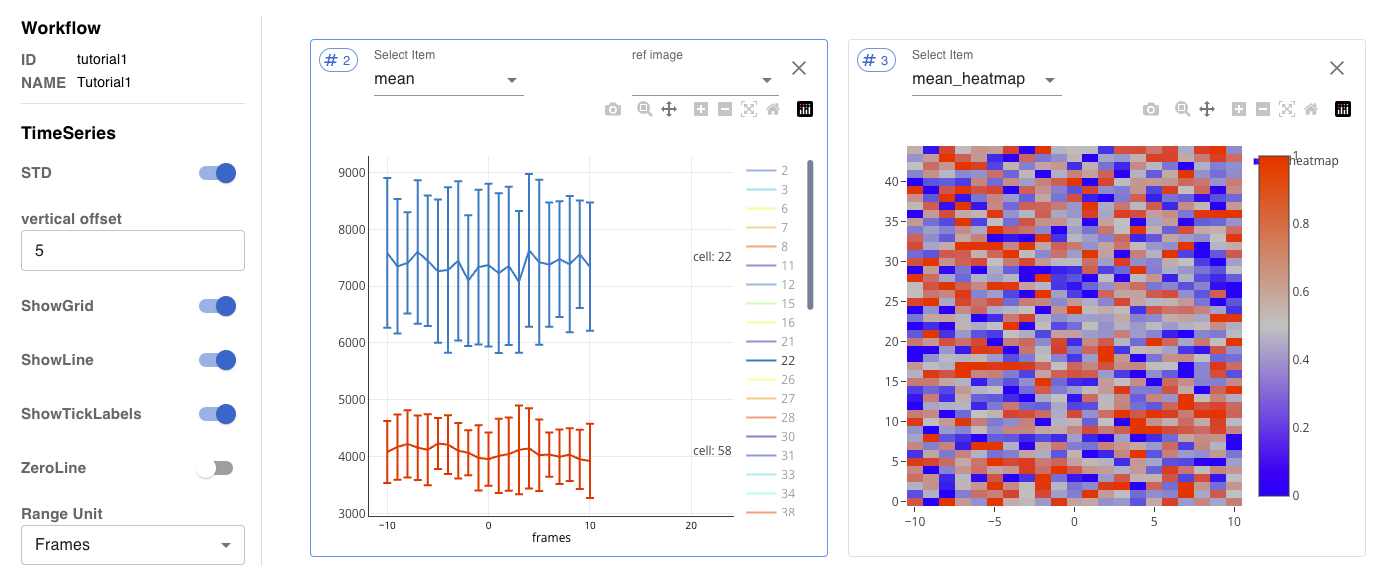 Workflow
ID tutorial1
NAME Tutorial1
TimeSeries
STD
vertical offset
5
ShowGrid
ShowLine
ShowTickLabels
ZeroLine
Range Unit
Frames
# 2
Select Item
mean
ref image
9000
8000
7000
6000
5000
4000
3000
−10
0
10
20
frames
cell: 22
cell: 58
2
3
6
7
8
11
12
15
16
21
22
26
27
28
30
31
33
34
38
# 3
Select Item
mean_heatmap
40
35
30
25
20
15
10
5
0
−10
−5
0
5
10
heatmap
1
0.8
0.6
0.4
0.2
0